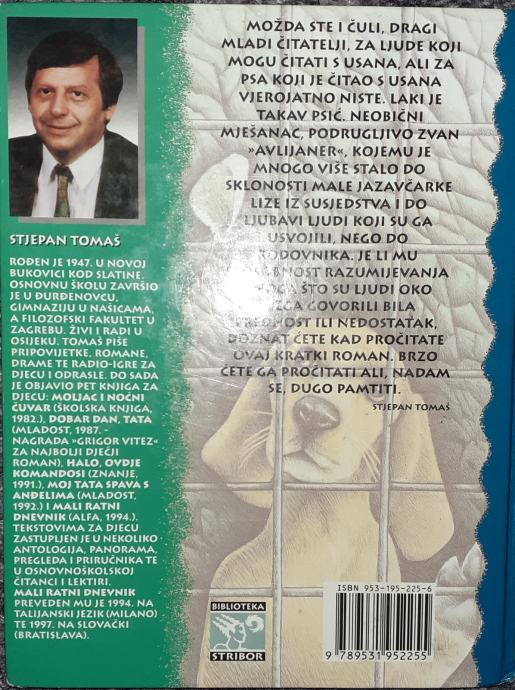 STJEPAN TOMAŠ
ROĐEN JE 1947. U NOVOJ
BUKOVICI KOD SLATINE.
OSNOVNU ŠKOLU ZAVRŠIO
JE U ĐURĐENOVCU,
GIMNAZIJU U NAŠICAMA,
A FILOZOFSKI FAKULTET U
ZAGREBU. ŽIVI I RADI U
OSIJEKU. TOMAŠ PIŠE
PRIPOVIJETKE, ROMANE,
DRAME TE RADIO-IGRE ZA
DJECU I ODRASLE. DO SADA
JE OBJAVIO PET KNJIGA ZA
DJECU: MOLJAC I NOĆNI
ČUVAR (ŠKOLSKA KNJIGA,
1982.), DOBAR DAN, TATA
(MLADOST, 1987. -
NAGRADA »GRIGOR VITEZ«
ZA NAJBOLJI DJEČJI
ROMAN), HALO, OVDJE
KOMANDOSI (ZNANJE,
1991.), MOJ TATA SPAVA S
ANĐELIMA (MLADOST,
1992.) I MALI RATNI
DNEVNIK (ALFA, 1994.).
TEKSTOVIMA ZA DJECU
ZASTUPLJEN JE U NEKOLIKO
ANTOLOGIJA, PANORAMA,
PREGLEDA I PRIRUČNIKA TE
U OSNOVNOŠKOLSKOJ
ČITANCI I LEKTIRI.
MALI RATNI DNEVNIK
PREVEDEN MU JE 1994. NA
TALIJANSKI JEZIK (MILANO)
TE 1997. NA SLOVAČKI
(BRATISLAVA).
MOŽDA STE I ČULI, DRAGI
MLADI ČITATELJI, ZA LJUDE KOJI
MOGU ČITATI S USANA, ALI ZA
PSA KOJI JE ČITAO S USANA
VJEROJATNO NISTE. LAKI JE
TAKAV PSIĆ. NEOBIČNI
MJEŠANAC, PODRUGLJIVO ZVAN
»AVLIJANER«, KOJEMU JE
MNOGO VIŠE STALO DO
SKLONOSTI MALE JAZAVČARKE
LIZE IZ SUSJEDSTVA I DO
LJUBAVI LJUDI KOJI SU GA
USVOJILI, NEGO DO
RODOVNIKA. JE LI MU
RAZUMIJEVANJA
ŠTO SU LJUDI OKO
GOVORILI BILA
PREDNOST ILI NEDOSTATAK,
DOZNAT ĆETE KAD PROČITATE
OVAJ KRATKI ROMAN. BRZO
ĆETE GA PROČITATI ALI, NADAM
SE, DUGO PAMTITI.
STJEPAN TOMAŠ
BIBLIOTEKA
STRIBOR
ISBN 953-195-225-6
9 789531 952255